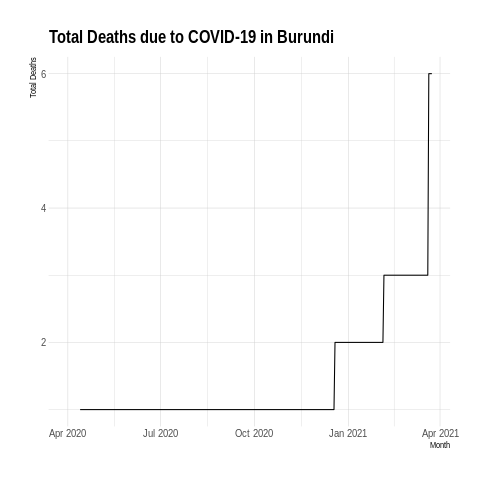 Total Deaths due to COVID-19 in Burundi
Total Deaths
6
4
2
Apr 2020 Jul 2020 Oct 2020 Jan 2021 Apr 2021
Month